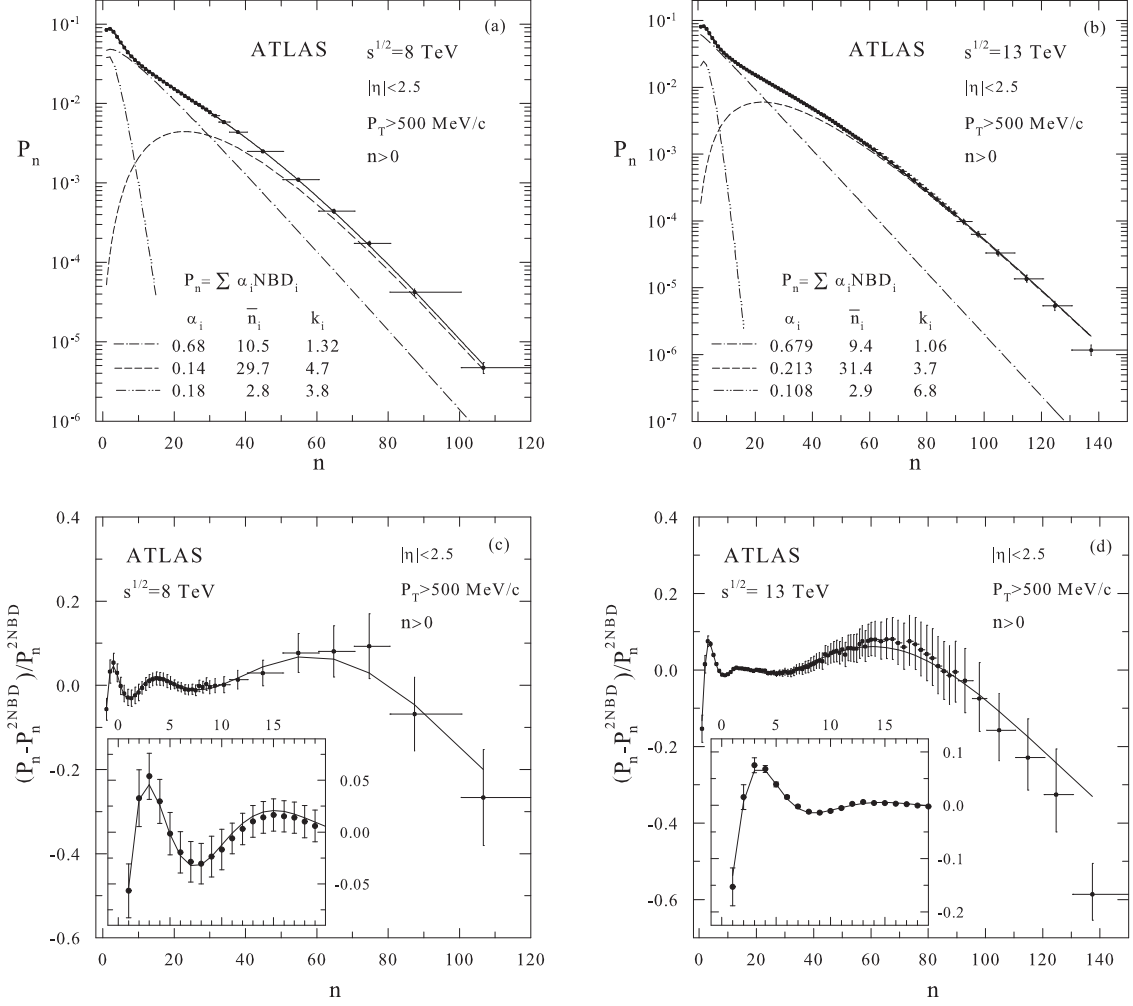 (a)
ATLAS s^{1/2}=8 TeV
|η|<2.5
P_T>500 MeV/c
n>0
P_n
10^{-1}
10^{-2}
10^{-3}
10^{-4}
10^{-5}
10^{-6}
P_n= ∑ α_i NBD_i
α_i n̅_i k_i
0.68 10.5 1.32
0.14 29.7 4.7
0.18 2.8 3.8
0 20 40 60 80 100 120
n
(b)
ATLAS s^{1/2}=13 TeV
|η|<2.5
P_T>500 MeV/c
n>0
P_n
10^{-1}
10^{-2}
10^{-3}
10^{-4}
10^{-5}
10^{-6}
10^{-7}
P_n= ∑ α_i NBD_i
α_i n̅_i k_i
0.679 9.4 1.06
0.213 31.4 3.7
0.108 2.9 6.8
0 20 40 60 80 100 120 140
n
(c)
ATLAS |η|<2.5
s^{1/2}=8 TeV P_T>500 MeV/c
n>0
(P_n-P_n^{2NBD})/P_n^{2NBD}
0.4
0.2
0.0
-0.2
-0.4
-0.6
0 5 10 15
0.05
0.00
-0.05
0 20 40 60 80 100 120
n
(d)
ATLAS |η|<2.5
s^{1/2}= 13 TeV P_T>500 MeV/c
n>0
(P_n-P_n^{2NBD})/P_n^{2NBD}
0.4
0.2
0.0
-0.2
-0.4
-0.6
0 5 10 15
0.1
0.0
-0.1
-0.2
0 20 40 60 80 100 120 140
n